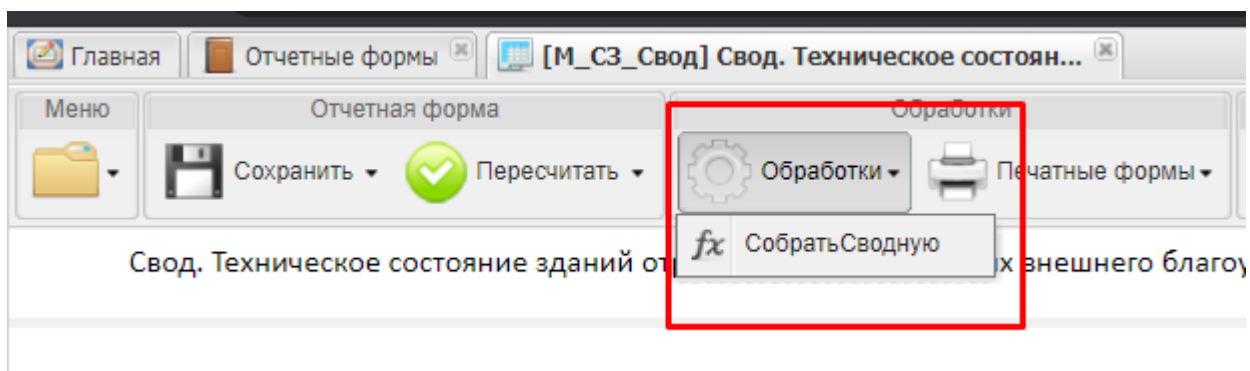 Главная Отчетные формы [М_СЗ_Свод] Свод. Техническое состоян...
Меню Отчетная форма Обработки
Сохранить Пересчитать Обработки Печатные формы
fx СобратьСводную
Свод. Техническое состояние зданий от х внешнего благоу